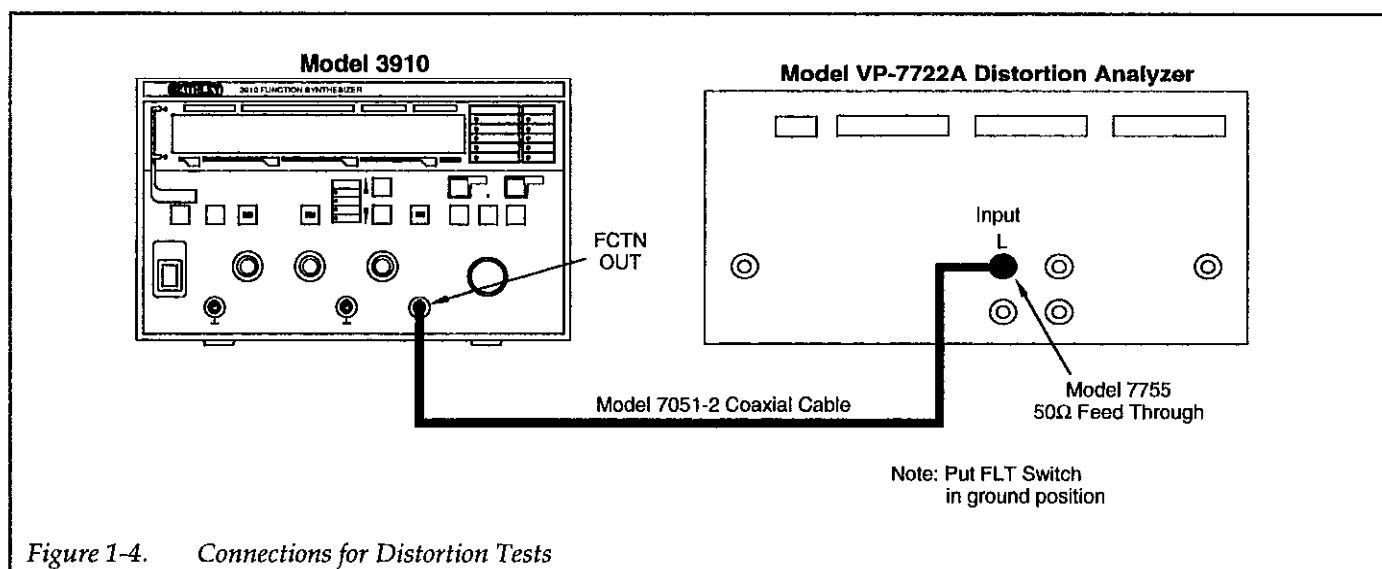 Model 3910
KEITHLEY 3910 FUNCTION SYNTHESIZER
Model VP-7722A Distortion Analyzer
Input
L
FCTN
OUT
Model 7755
50Ω Feed Through
Model 7051-2 Coaxial Cable
Note: Put FLT Switch
in ground position
Figure 1-4. Connections for Distortion Tests